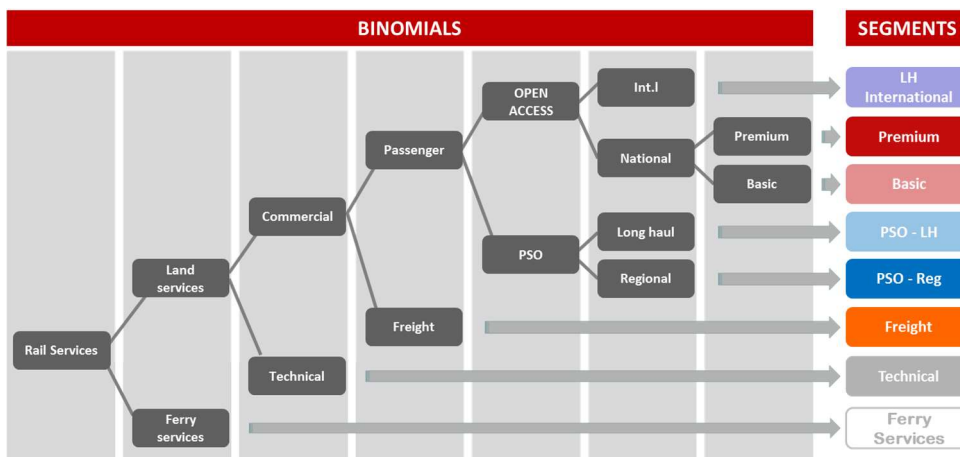 BINOMIALS
SEGMENTS
Rail Services
Land
services
Ferry
services
Commercial
Technical
Passenger
Freight
OPEN
ACCESS
PSO
Int.l
National
Long haul
Regional
Premium
Basic
LH
International
Premium
Basic
PSO - LH
PSO - Reg
Freight
Technical
Ferry
Services